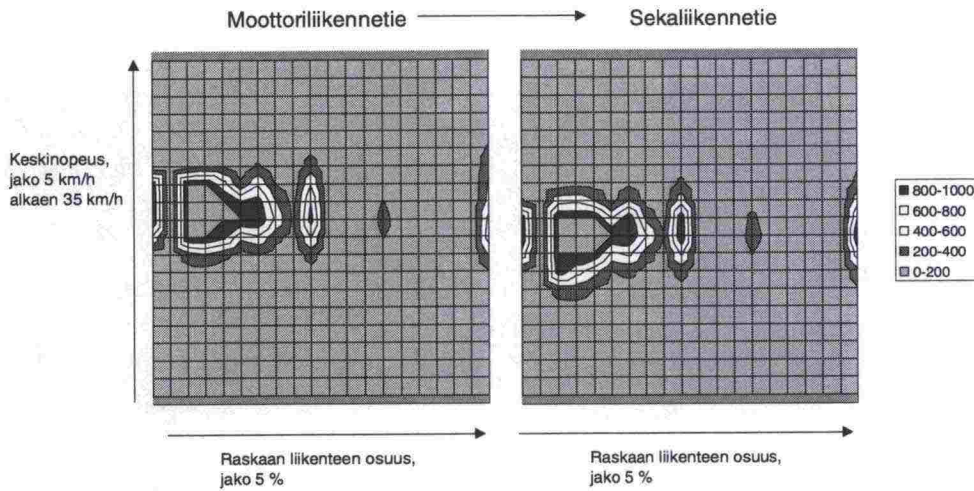 Moottoriliikennetie
Sekaliikennetie
Keskinopeus,
jako 5 km/h
alkaen 35 km/h
800-1000
600-800
400-600
200-400
0-200
Raskaan liikenteen osuus,
jako 5 %
Raskaan liikenteen osuus,
jako 5 %